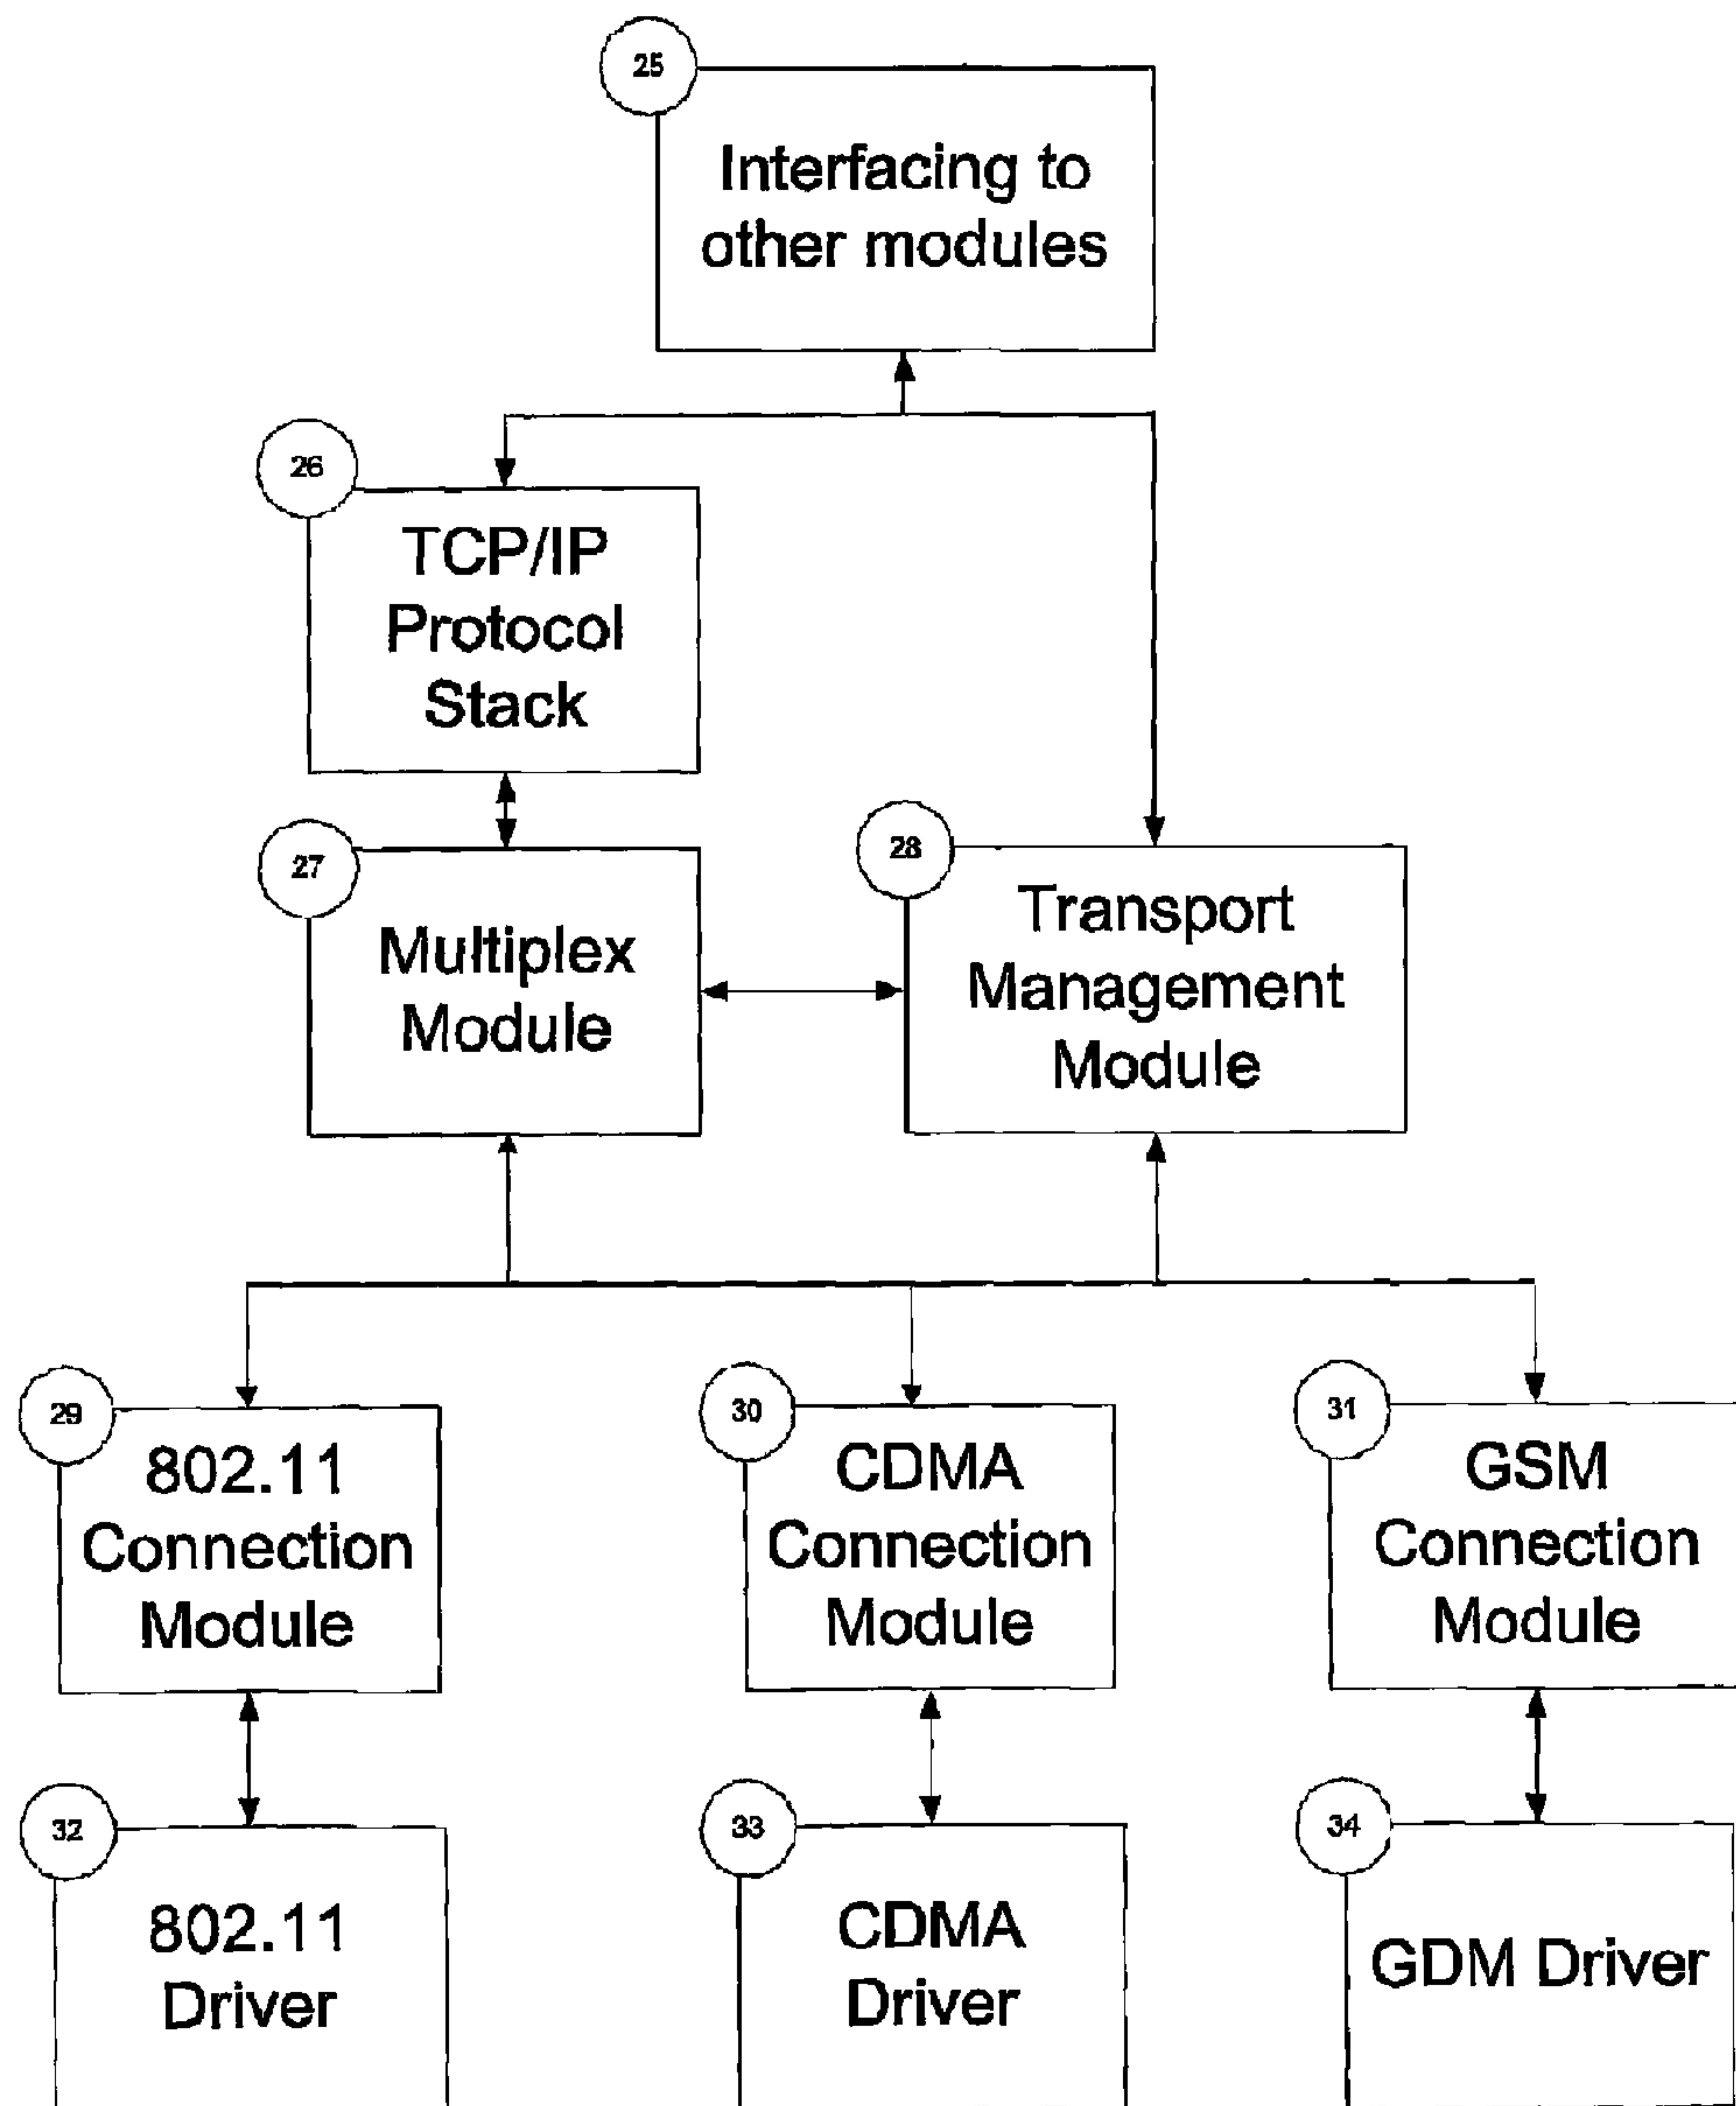 25
Interfacing to
other modules
26
TCP/IP
Protocol
Stack
27
Multiplex
Module
28
Transport
Management
Module
29
802.11
Connection
Module
30
CDMA
Connection
Module
31
GSM
Connection
Module
32
802.11
Driver
33
CDMA
Driver
34
GDM Driver